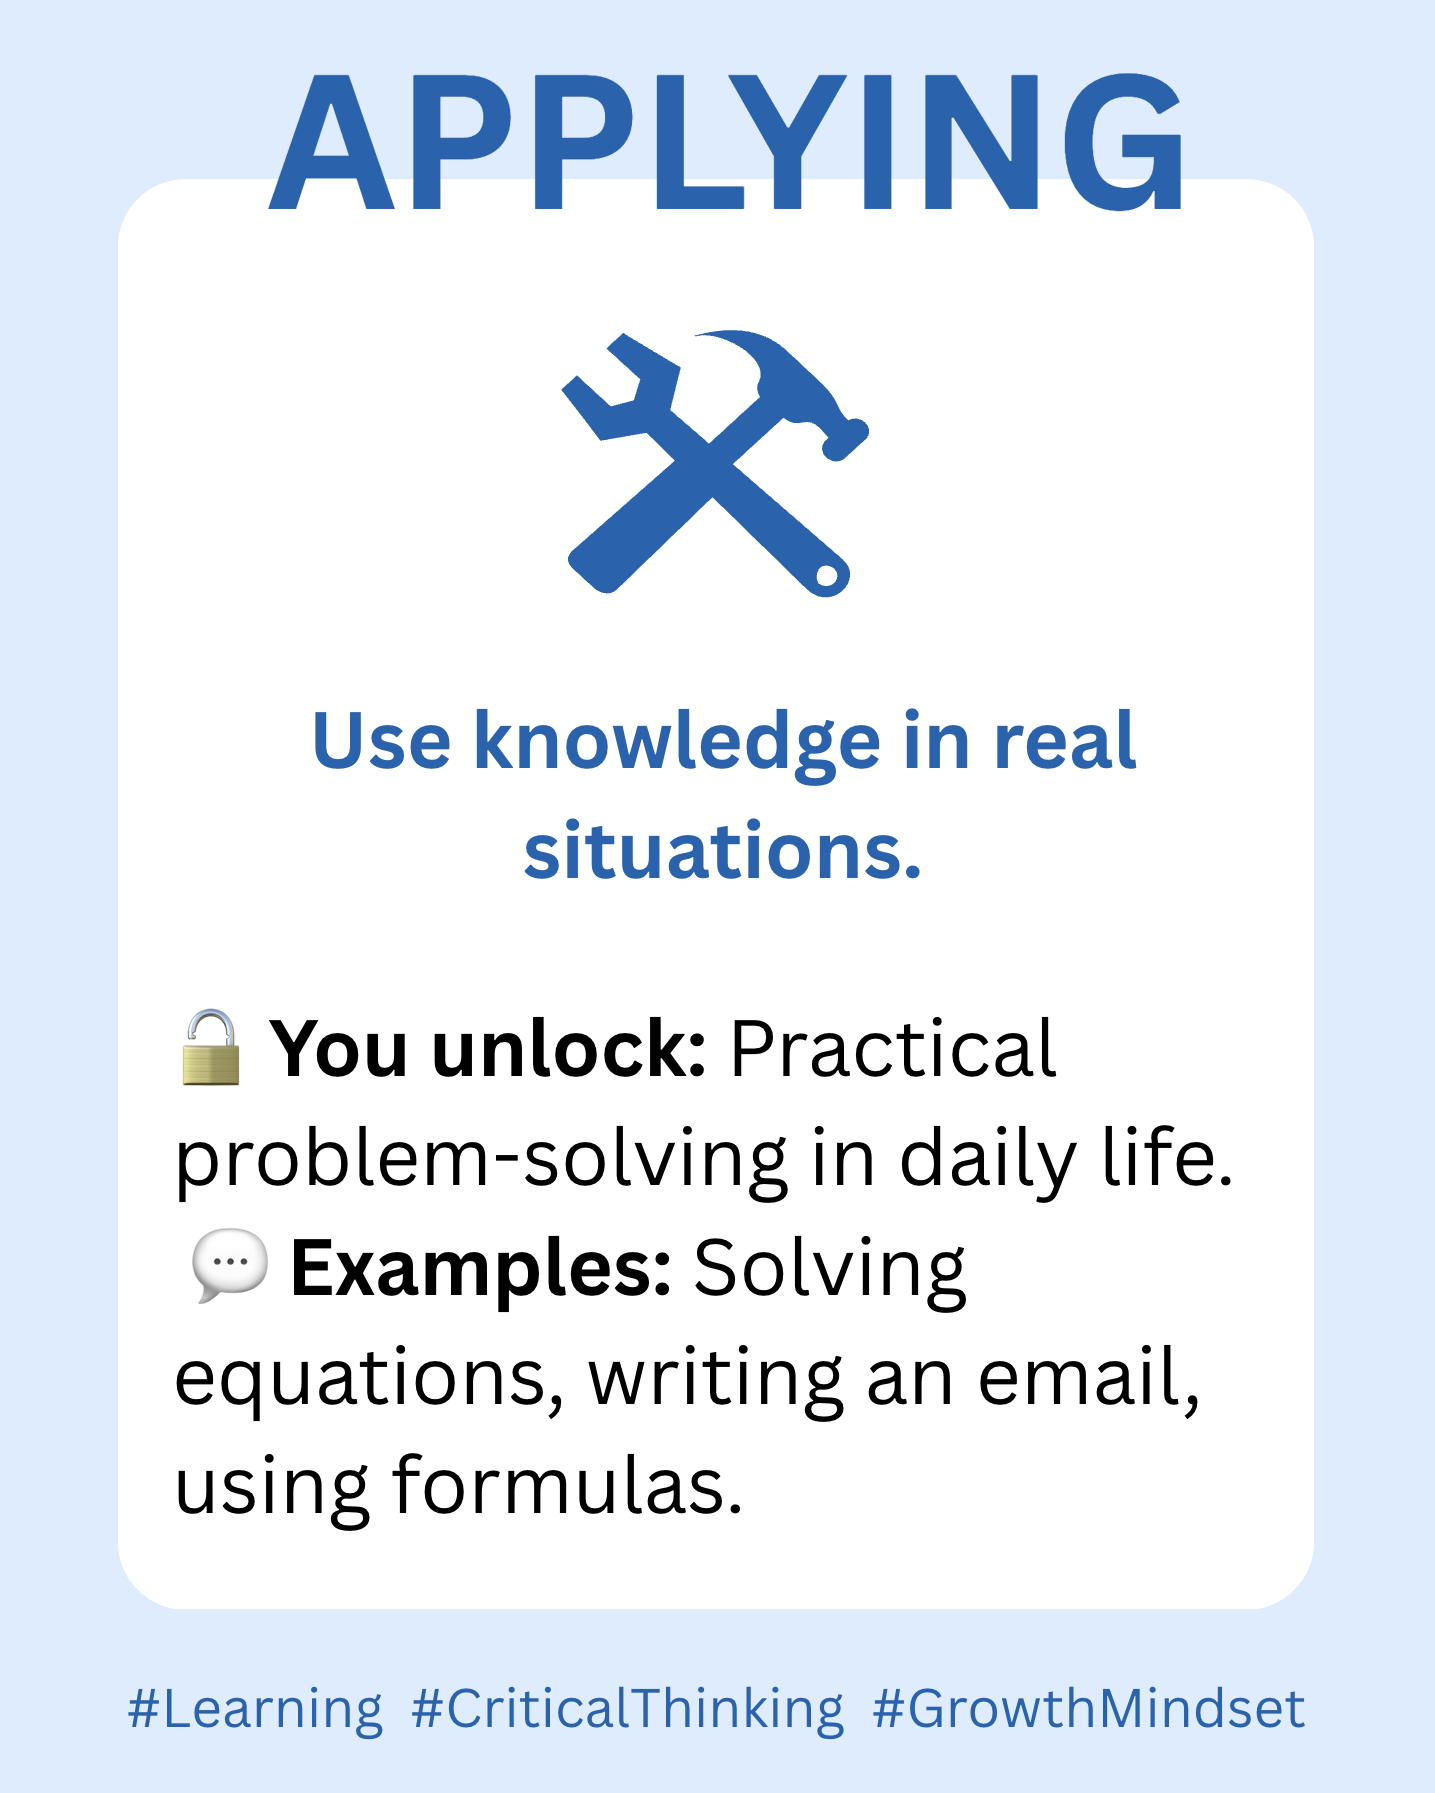 APPLYING
Use knowledge in real
situations.
🔓 You unlock: Practical
problem-solving in daily life.
💬 Examples: Solving
equations, writing an email,
using formulas.
#Learning #CriticalThinking #GrowthMindset